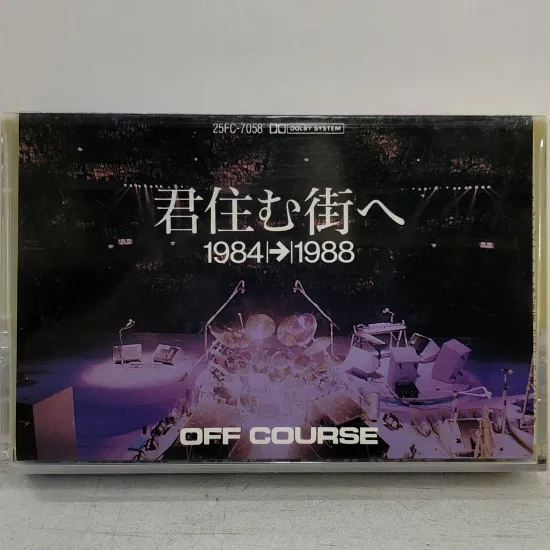 25FC-7058 DOLBY SYSTEM
君住む街へ
1984→1988
OFF COURSE